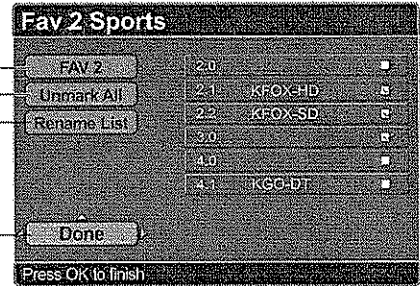 Fav 2 Sports
FAV 2
Unmark All
Rename List
2.0
2.1 KFOX-HD
2.2 KFOX-SD
3.0
4.0
4.1 KGO-DT
Done
Press OK to finish